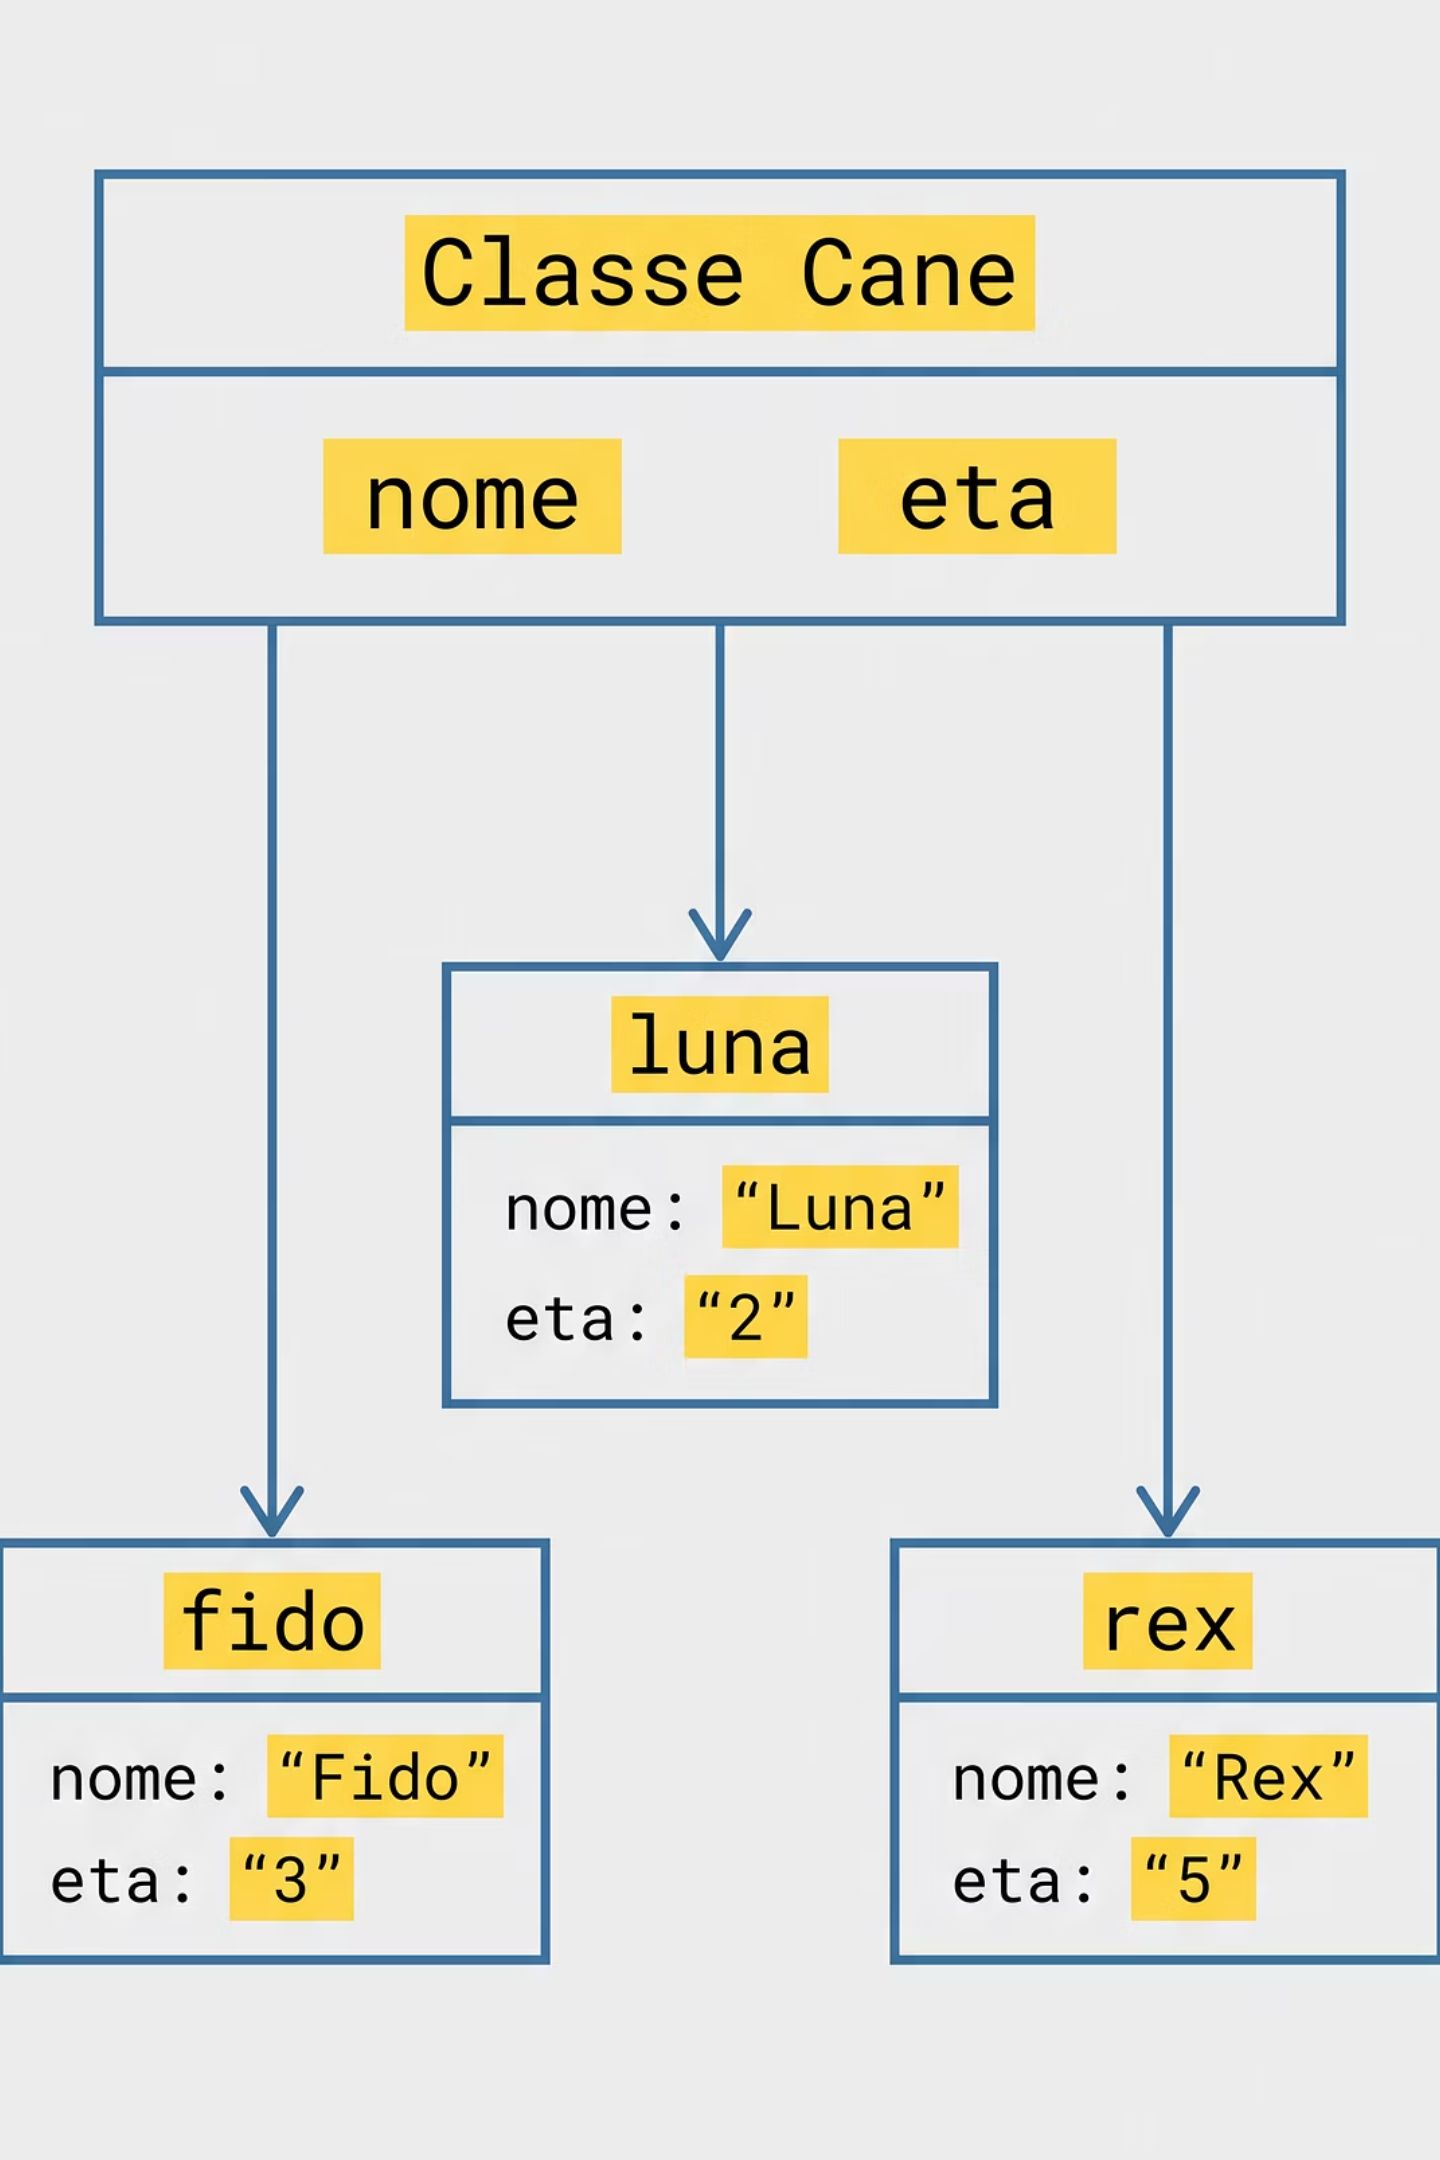 Classe Cane
nome eta
luna
nome: “Luna”
eta: “2”
fido
nome: “Fido”
eta: “3”
rex
nome: “Rex”
eta: “5”